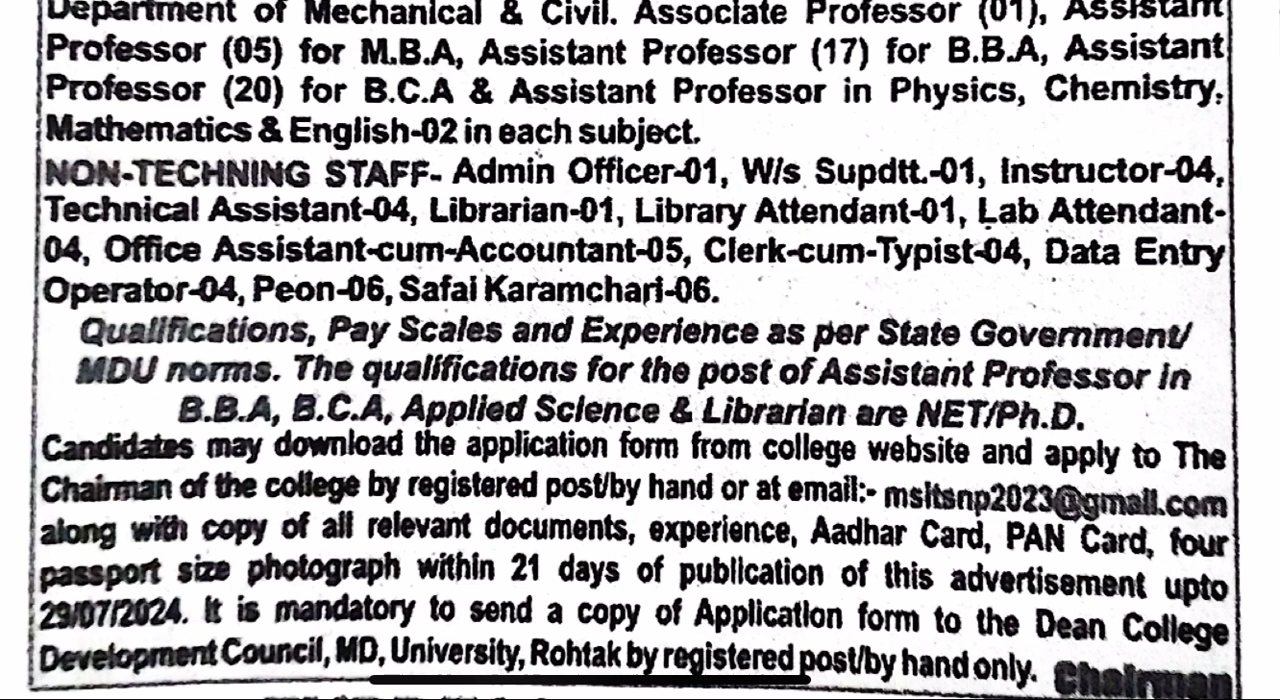 Department of Mechanical & Civil. Associate Professor (01), Assistant
Professor (05) for M.B.A, Assistant Professor (17) for B.B.A, Assistant
Professor (20) for B.C.A & Assistant Professor in Physics, Chemistry,
Mathematics & English-02 in each subject.
NON-TECHNING STAFF- Admin Officer-01, W/s Supdtt.-01, Instructor-04,
Technical Assistant-04, Librarian-01, Library Attendant-01, Lab Attendant-
04, Office Assistant-cum-Accountant-05, Clerk-cum-Typist-04, Data Entry
Operator-04, Peon-06, Safai Karamchari-06.
Qualifications, Pay Scales and Experience as per State Government/
MDU norms. The qualifications for the post of Assistant Professor in
B.B.A, B.C.A, Applied Science & Librarian are NET/Ph.D.
Candidates may download the application form from college website and apply to The
Chairman of the college by registered post/by hand or at email:- msitsnp2023@gmail.com
along with copy of all relevant documents, experience, Aadhar Card, PAN Card, four
passport size photograph within 21 days of publication of this advertisement upto
29/07/2024. It is mandatory to send a copy of Application form to the Dean College
Development Council, MD, University, Rohtak by registered post/by hand only. Chairman